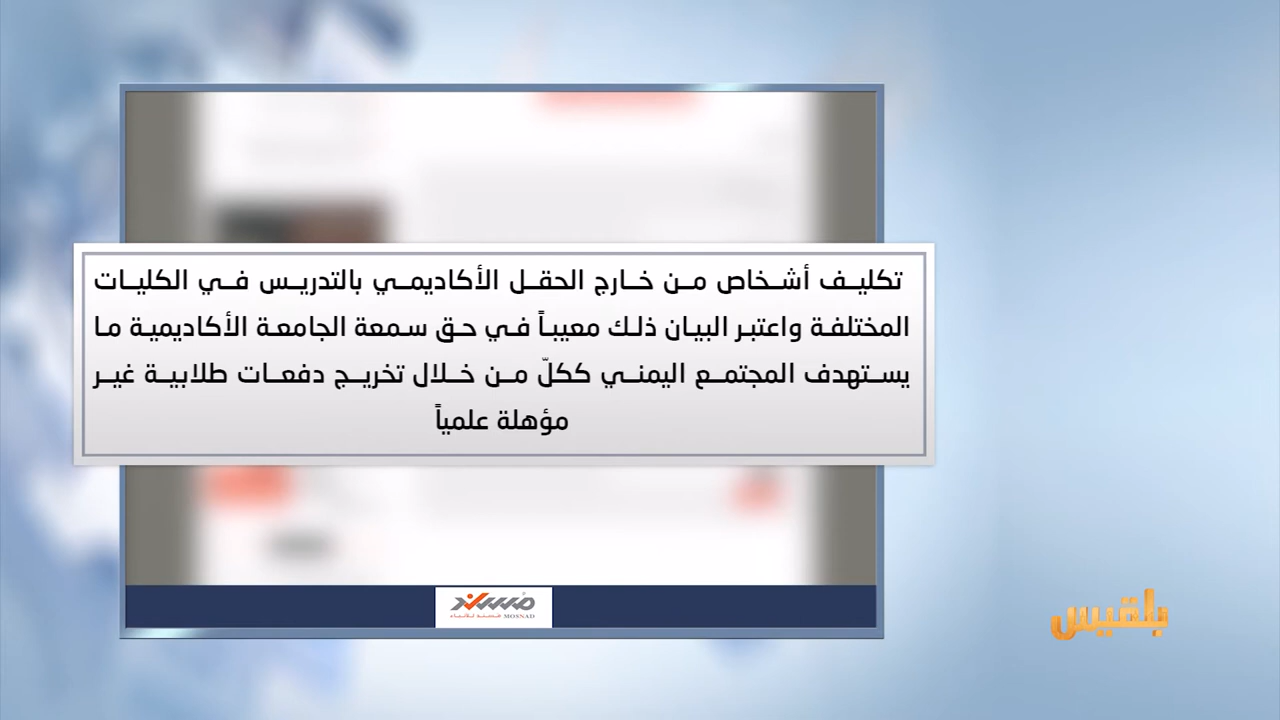 تكليف أشخاص من خارج الحقل الأكاديمي بالتدريس في الكليات
المختلفة واعتبر البيان ذلك معيباً في حق سمعة الجامعة الأكاديمية ما
يستهدف المجتمع اليمني ككلّ من خلال تخريج دفعات طلابية غير
مؤهلة علمياً
مسند
MOSNAD
بلقيس